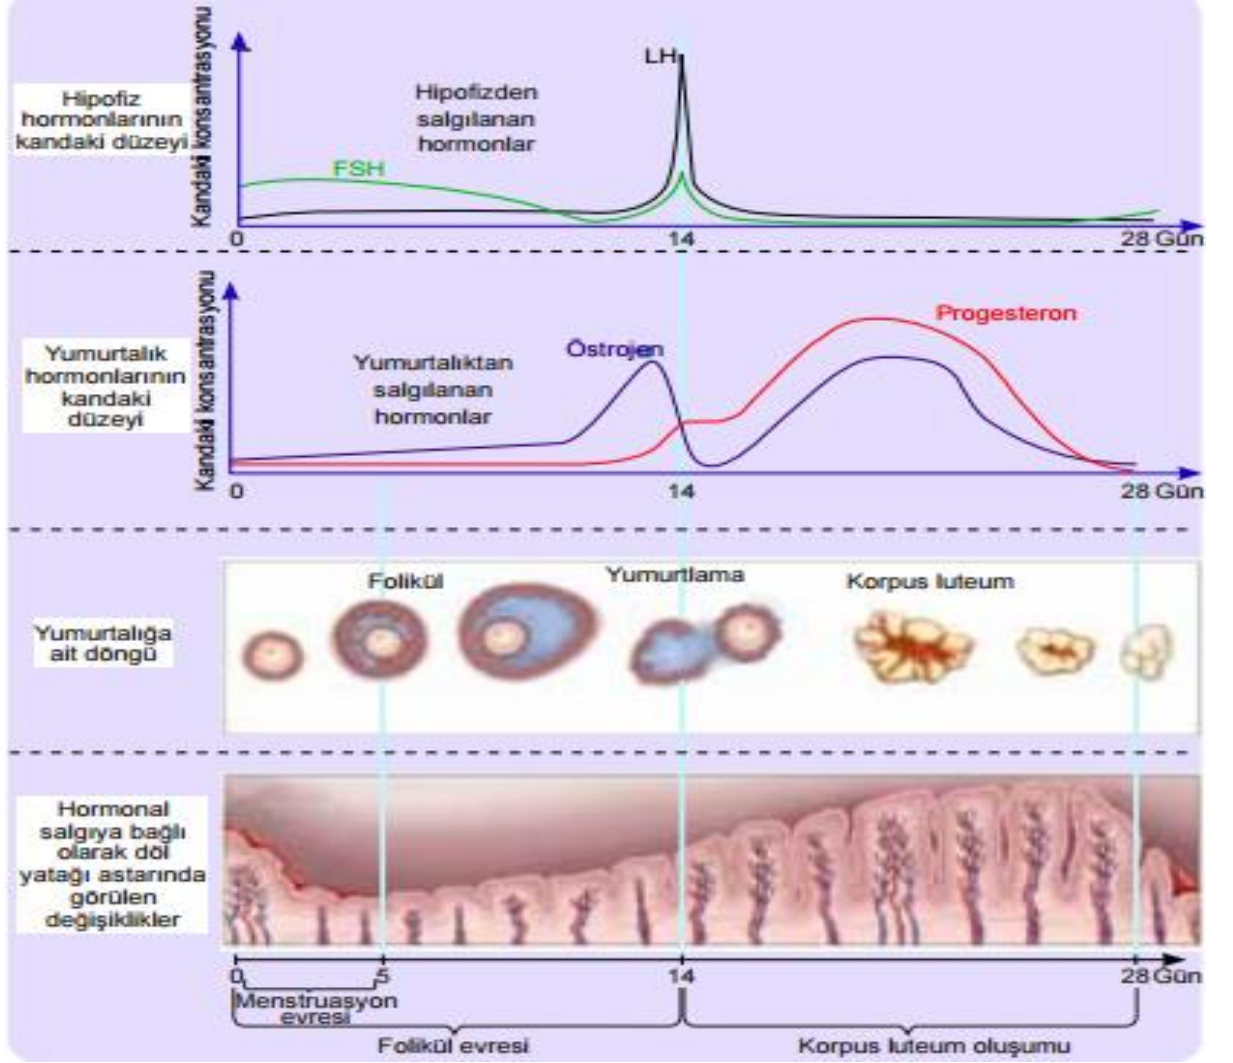 Hipofiz
hormonlarının
kandaki düzeyi
Kandaki konsantrasyonu
Hipofizden
salgılanan
hormonlar
LH
FSH
0
14
28 Gün
Yumurtalık
hormonlarının
kandaki
düzeyi
Kandaki konsantrasyonu
Yumurtalıktan
salgılanan
hormonlar
Östrojen
Progesteron
0
14
28 Gün
Yumurtalığa
ait döngü
Folikül
Yumurtlama
Korpus luteum
Hormonal
salgıya bağlı
olarak döl
yatağı astarında
görülen
değişiklikler
0
5
14
28 Gün
Menstruasyon
evresi
Folikül evresi
Korpus luteum oluşumu